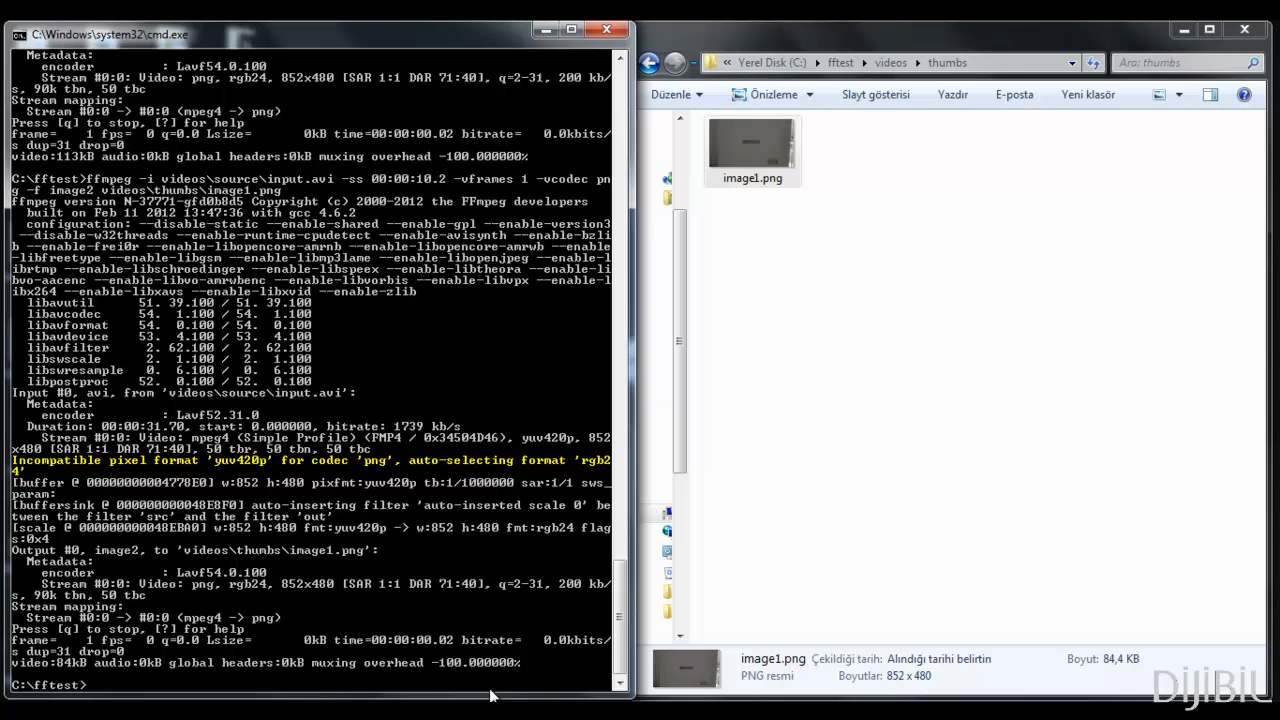 C:\Windows\system32\cmd.exe
Metadata:
encoder : Lavf54.0.100
Stream #0:0: Video: png, rgb24, 852x480 [SAR 1:1 DAR 71:40], q=2-31, 200 kb/
s, 90k tbn, 50 tbc
Stream mapping:
Stream #0:0 -> #0:0 (mpeg4 -> png)
Press [q] to stop, [?] for help
frame= 1 fps= 0 q=0.0 Lsize= 0kB time=00:00:00.02 bitrate= 0.0kbits/
s dup=31 drop=0
video:113kB audio:0kB global headers:0kB muxing overhead -100.000000%
C:\fftest>ffmpeg -i videos\source\input.avi -ss 00:00:10.2 -vframes 1 -vcodec pn
g -f image2 videos\thumbs\image1.png
ffmpeg version N-37771-gfd0b8d5 Copyright (c) 2000-2012 the FFmpeg developers
built on Feb 11 2012 13:47:36 with gcc 4.6.2
configuration: --disable-static --enable-shared --enable-gpl --enable-version3
--disable-w32threads --enable-runtime-cpudetect --enable-avisynth --enable-bzli
b --enable-frei0r --enable-libopencore-amrnb --enable-libopencore-amrwb --enable
-libfreetype --enable-libgsm --enable-libmp3lame --enable-libopenjpeg --enable-l
ibrtmp --enable-libschroedinger --enable-libspeex --enable-libtheora --enable-li
bvo-aacenc --enable-libvo-amrwbenc --enable-libvorbis --enable-libvpx --enable-l
ibx264 --enable-libxavs --enable-libxvid --enable-zlib
libavutil 51. 39.100 / 51. 39.100
libavcodec 54. 1.100 / 54. 1.100
libavformat 54. 0.100 / 54. 0.100
libavdevice 53. 4.100 / 53. 4.100
libavfilter 2. 62.100 / 2. 62.100
libswscale 2. 1.100 / 2. 1.100
libswresample 0. 6.100 / 0. 6.100
libpostproc 52. 0.100 / 52. 0.100
Input #0, avi, from 'videos\source\input.avi':
Metadata:
encoder : Lavf52.31.0
Duration: 00:00:31.70, start: 0.000000, bitrate: 1739 kb/s
Stream #0:0: Video: mpeg4 (Simple Profile) (FMP4 / 0x34504D46), yuv420p, 852
x480 [SAR 1:1 DAR 71:40], 50 tbr, 50 tbn, 50 tbc
Incompatible pixel format 'yuv420p' for codec 'png', auto-selecting format 'rgb2
4'
[buffer @ 00000000004778E0] w:852 h:480 pixfmt:yuv420p tb:1/1000000 sar:1/1 sws_
param:
[buffersink @ 000000000048E8F0] auto-inserting filter 'auto-inserted scale 0' be
tween the filter 'src' and the filter 'out'
[scale @ 000000000048EBA0] w:852 h:480 fmt:yuv420p -> w:852 h:480 fmt:rgb24 flag
s:0x4
Output #0, image2, to 'videos\thumbs\image1.png':
Metadata:
encoder : Lavf54.0.100
Stream #0:0: Video: png, rgb24, 852x480 [SAR 1:1 DAR 71:40], q=2-31, 200 kb/
s, 90k tbn, 50 tbc
Stream mapping:
Stream #0:0 -> #0:0 (mpeg4 -> png)
Press [q] to stop, [?] for help
frame= 1 fps= 0 q=0.0 Lsize= 0kB time=00:00:00.02 bitrate= 0.0kbits/
s dup=31 drop=0
video:84kB audio:0kB global headers:0kB muxing overhead -100.000000%
C:\fftest>
« Yerel Disk (C:) ▸ fftest ▸ videos ▸ thumbs
Ara: thumbs
Düzenle Önizleme Slayt gösterisi Yazdır E-posta Yeni klasör
image1.png
image1.png Çekildiği tarih: Alındığı tarihi belirtin Boyut: 84,4 KB
PNG resmi Boyutlar: 852 x 480
DijiBil